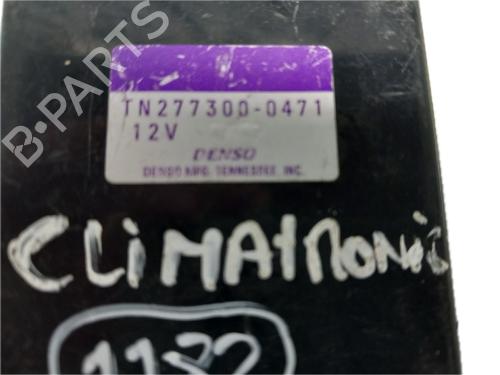 TN277300-0471
12V
DENSO
DENSO MFG. TENNESSEE INC.
CLIMATRONIC
B-PARTS